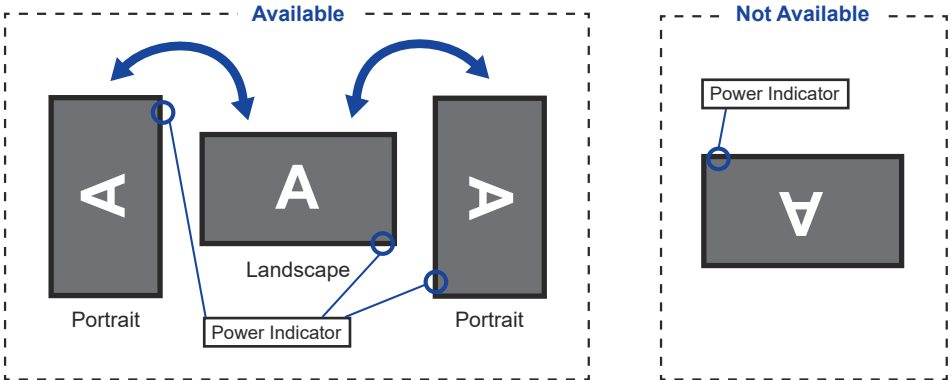 Available
A
A
A
Landscape
Portrait
Power Indicator
Portrait
Not Available
Power Indicator
A